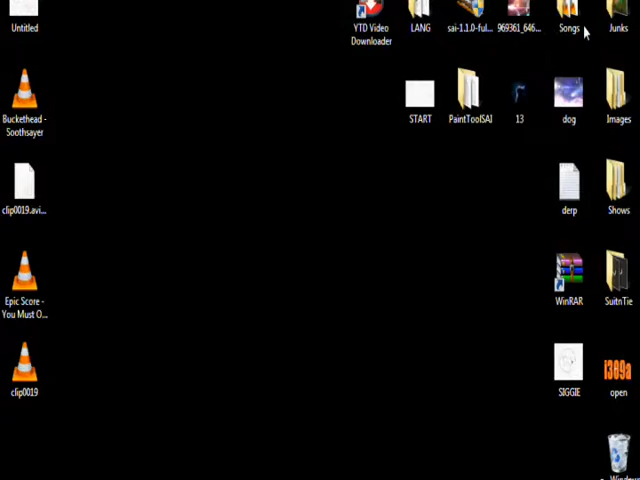 Untitled
YTD Video
Downloader
LANG
sai-1.1.0-ful...
969361_646...
Songs
Junks
Buckethead -
Soothsayer
START
PaintToolSAI
13
dog
Images
clip0019.avi...
derp
Shows
Epic Score -
You Must O...
WinRAR
SuitnTie
clip0019
SIGGIE
i309a
open